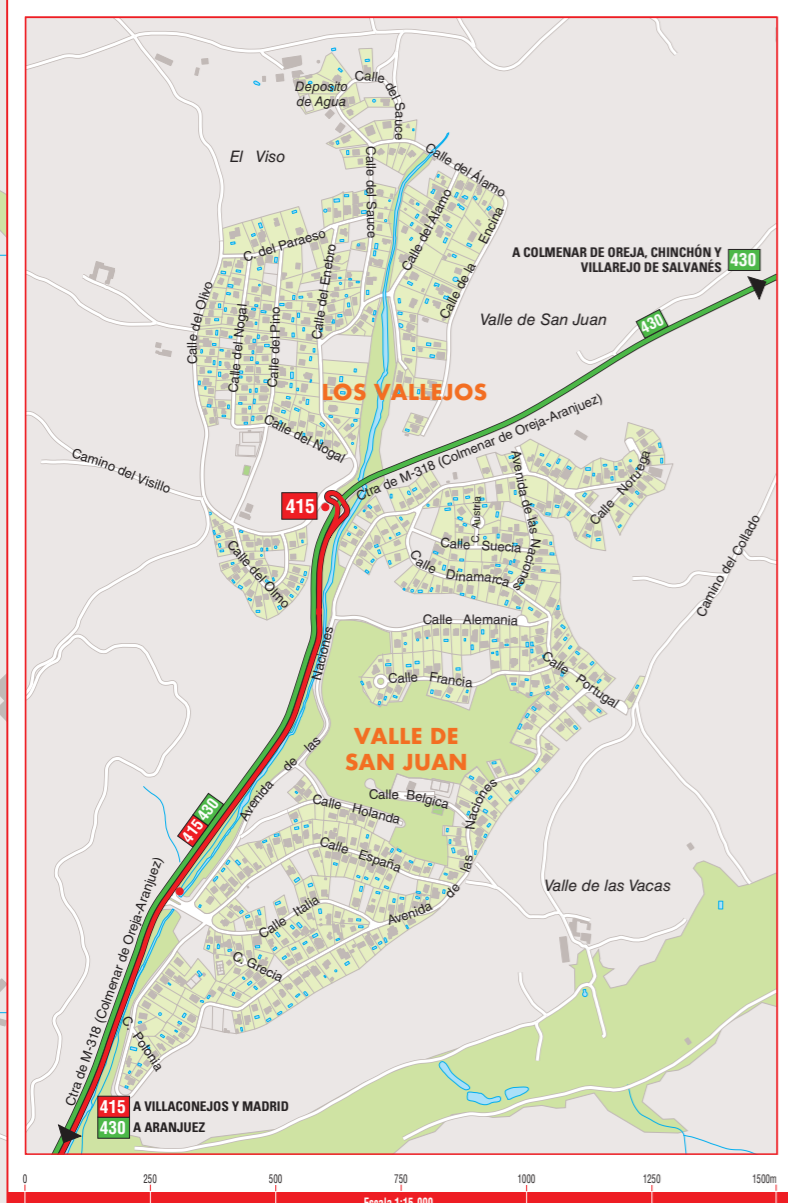 Depósito
de Agua
Calle del Sauce
El Viso
Calle del Sauce
Calle del Álamo
Calle del Álamo
Calle de la Encina
C. del Paraeso
Calle del Enebro
Calle del Olivo
Calle del Nogal
Calle del Pino
A COLMENAR DE OREJA, CHINCHÓN Y
VILLAREJO DE SALVANÉS
430
Valle de San Juan
430
LOS VALLEJOS
Calle del Nogal
Camino del Visillo
415
Ctra de M-318 (Colmenar de Oreja-Aranjuez)
Avenida de las Naciones
Calle Noruega
C. Austria
Calle Suecia
Calle Dinamarca
Calle del Olmo
Camino del Collado
Calle Alemania
Calle Francia
Calle Portugal
VALLE DE
SAN JUAN
Avenida de las Naciones
Calle Belgica
Calle Holanda
415 430
Calle España
Avenida de las Naciones
Valle de las Vacas
Calle Italia
C. Grecia
Ctra de M-318 (Colmenar de Oreja-Aranjuez)
C. Polonia
415 A VILLACONEJOS Y MADRID
430 A ARANJUEZ
0 250 500 750 1000 1250 1500m
Escala 1:15.000